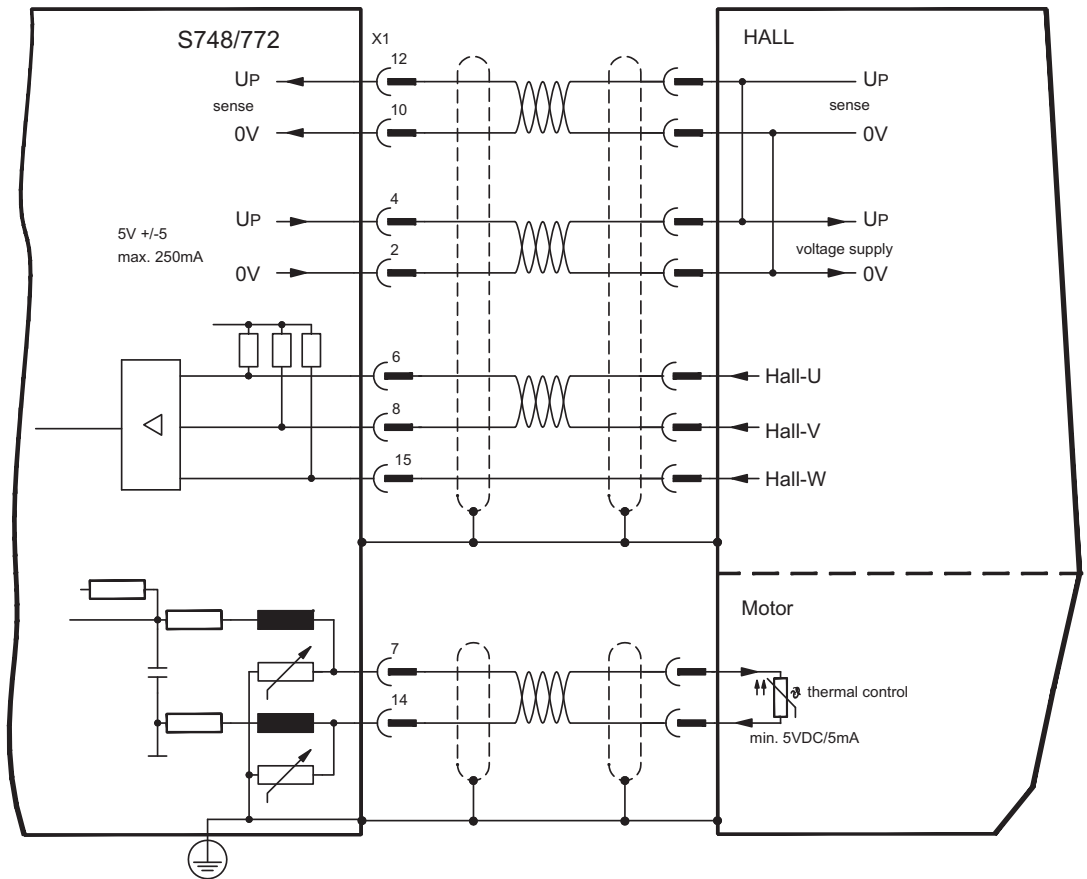 S748/772
X1
HALL
12
UP
UP
sense
sense
10
0V
0V
4
UP
UP
5V +/-5
max. 250mA
voltage supply
2
0V
0V
6
Hall-U
8
Hall-V
15
Hall-W
Motor
7
ϑ thermal control
14
min. 5VDC/5mA